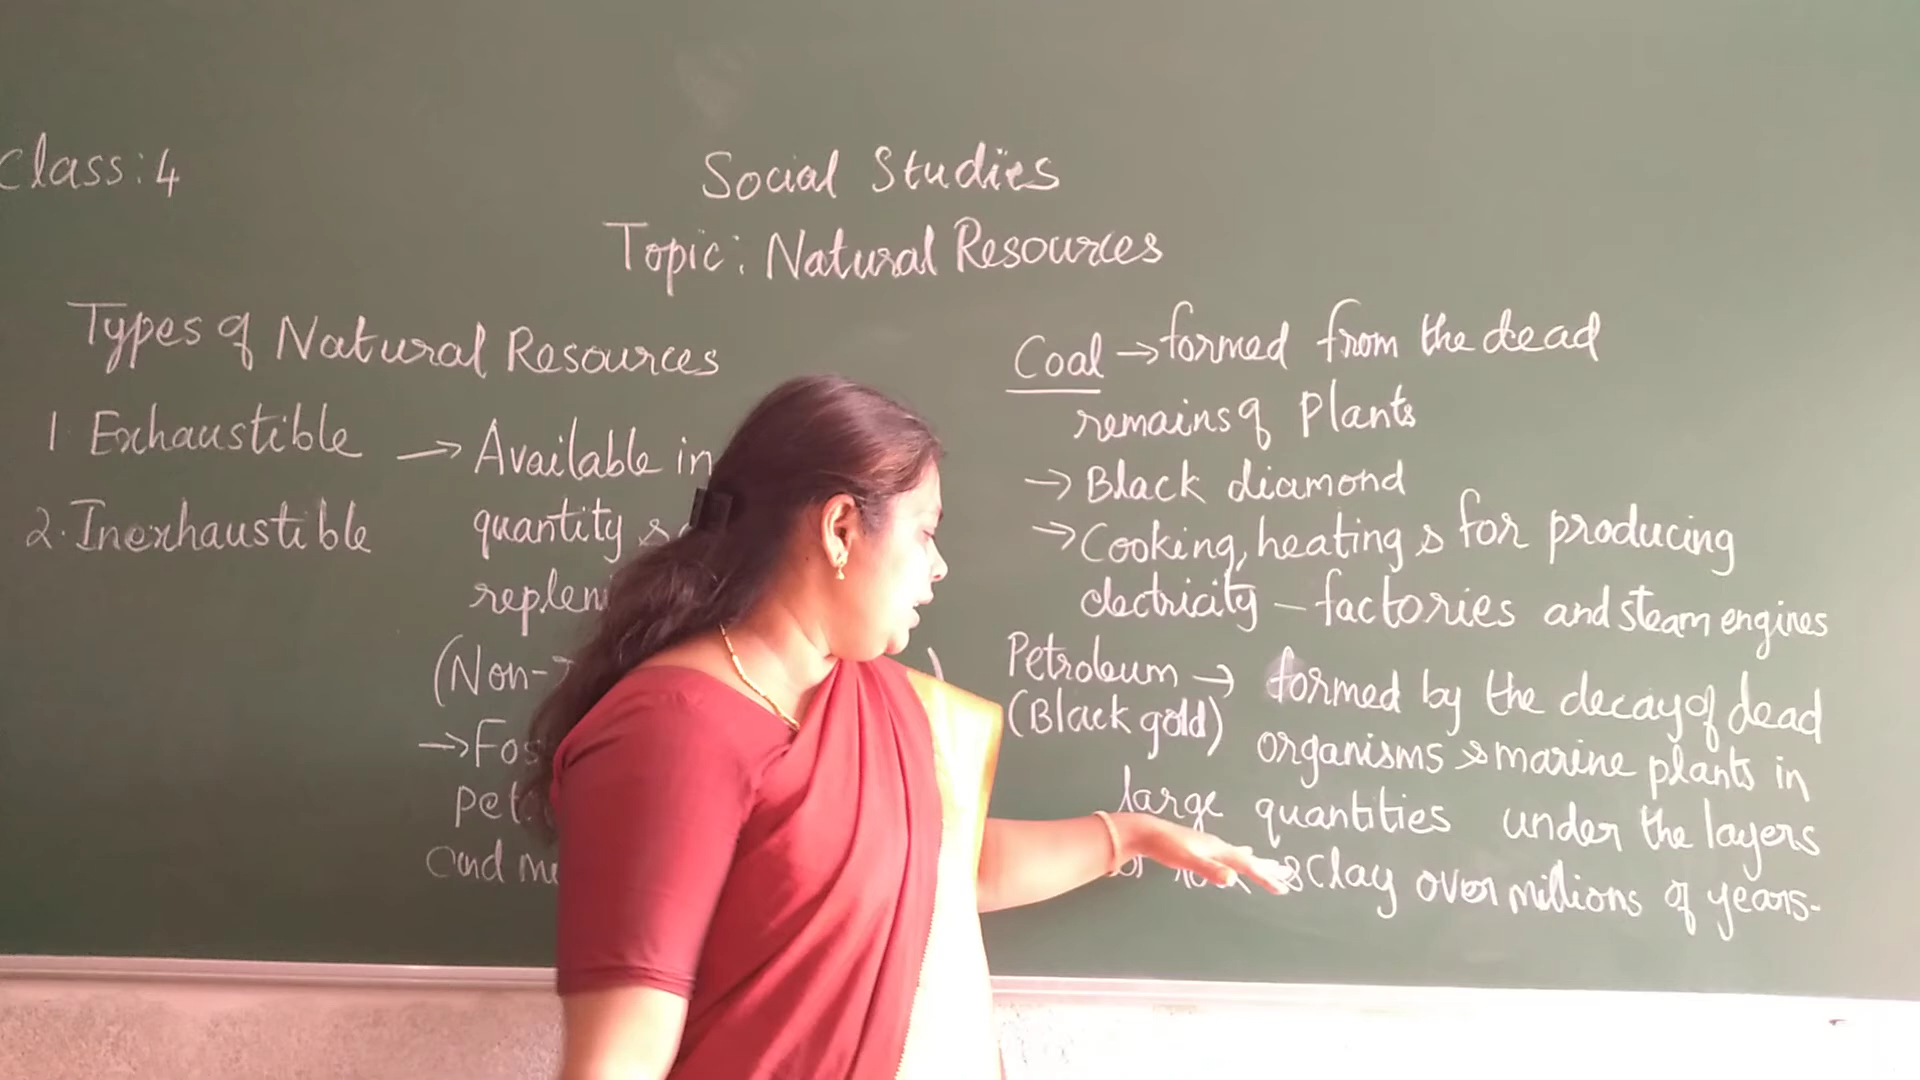 Class: 4
Social Studies
Topic: Natural Resources
Types of Natural Resources
1 Exhaustible → Available in
2. Inexhaustible quantity &
(Non-
→
and
Coal → formed from the dead
remains of Plants
→ Black diamond
→ Cooking, heating & for producing
electricity – factories and steam engines
Petroleum → formed by the decay of dead
(Black gold) organisms & marine plants in
large quantities under the layers
& Clay over millions of years.